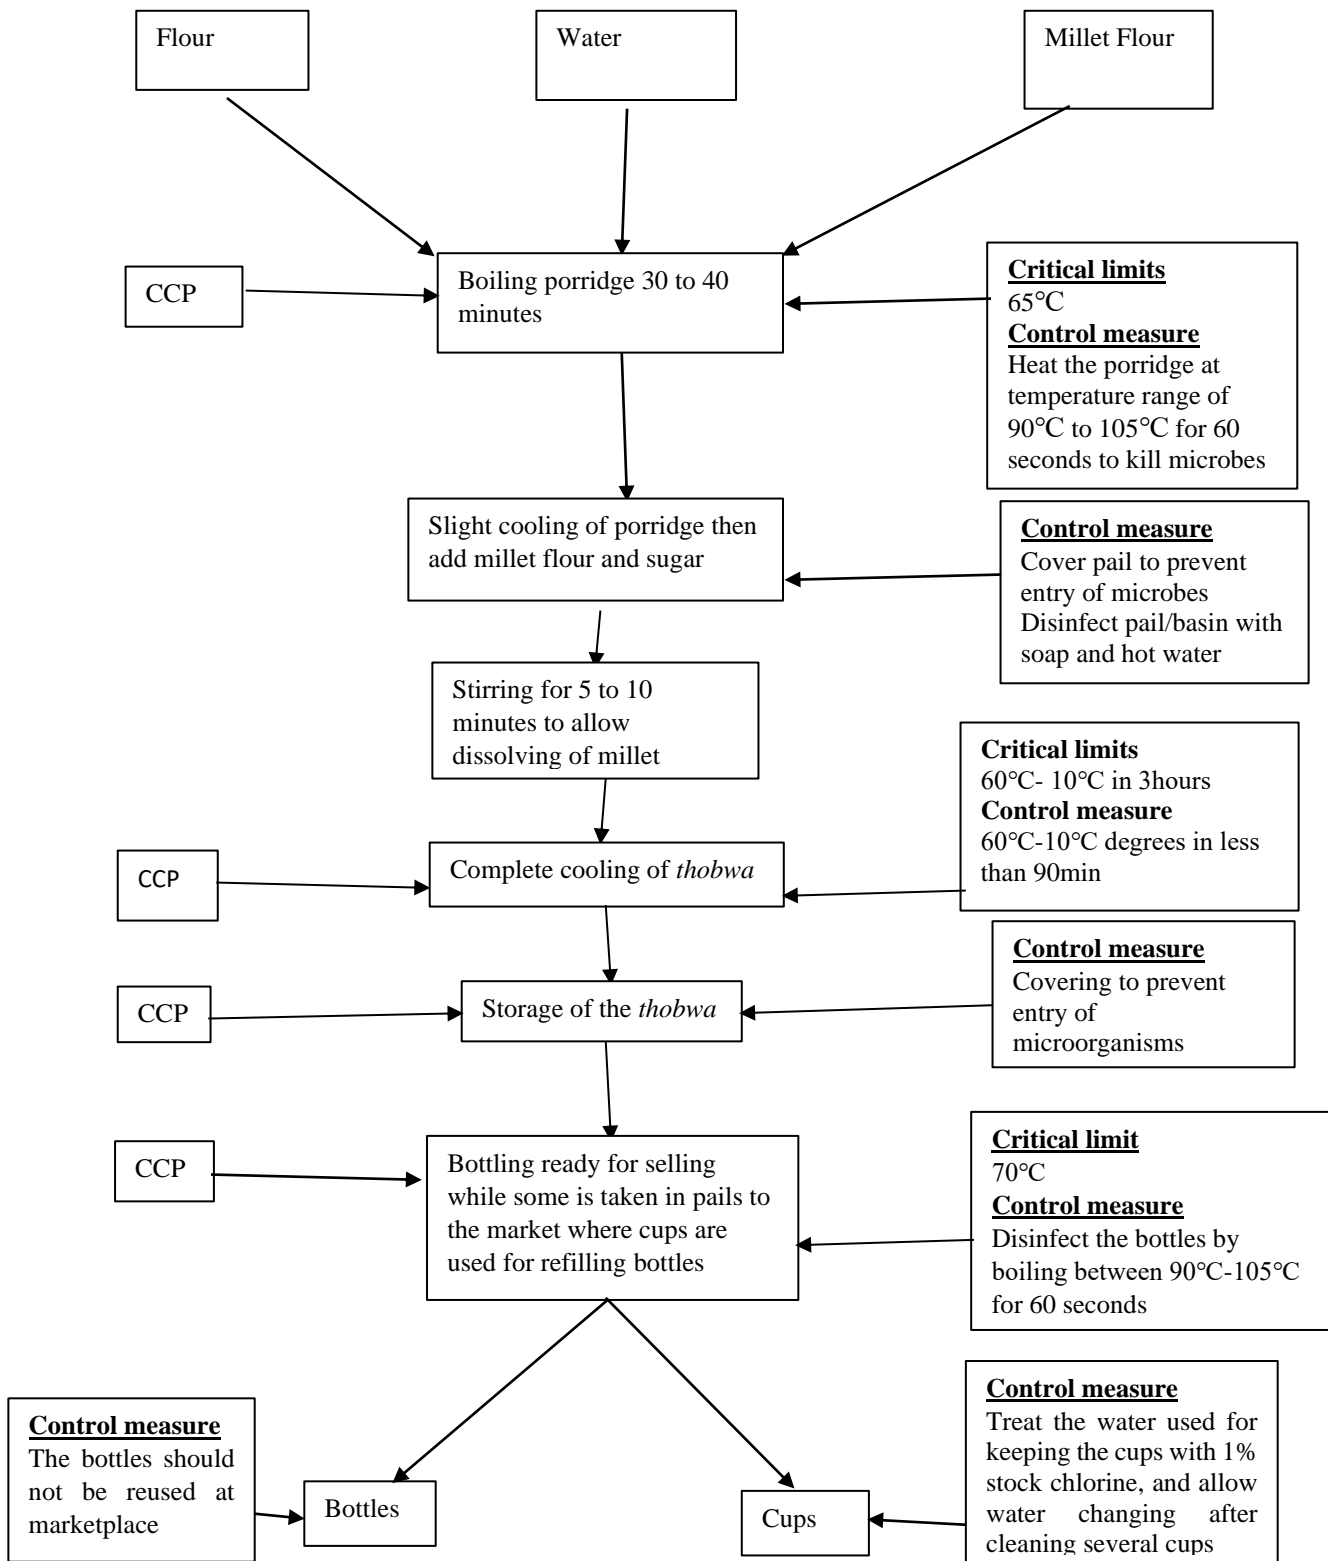 Flour
Water
Millet Flour
CCP
Boiling porridge 30 to 40
minutes
Critical limits
65°C
Control measure
Heat the porridge at
temperature range of
90°C to 105°C for 60
seconds to kill microbes
Slight cooling of porridge then
add millet flour and sugar
Control measure
Cover pail to prevent
entry of microbes
Disinfect pail/basin with
soap and hot water
Stirring for 5 to 10
minutes to allow
dissolving of millet
Critical limits
60°C- 10°C in 3hours
Control measure
60°C-10°C degrees in less
than 90min
CCP
Complete cooling of thobwa
CCP
Storage of the thobwa
Control measure
Covering to prevent
entry of
microorganisms
CCP
Bottling ready for selling
while some is taken in pails to
the market where cups are
used for refilling bottles
Critical limit
70°C
Control measure
Disinfect the bottles by
boiling between 90°C-105°C
for 60 seconds
Control measure
The bottles should
not be reused at
marketplace
Bottles
Cups
Control measure
Treat the water used for
keeping the cups with 1%
stock chlorine, and allow
water changing after
cleaning several cups